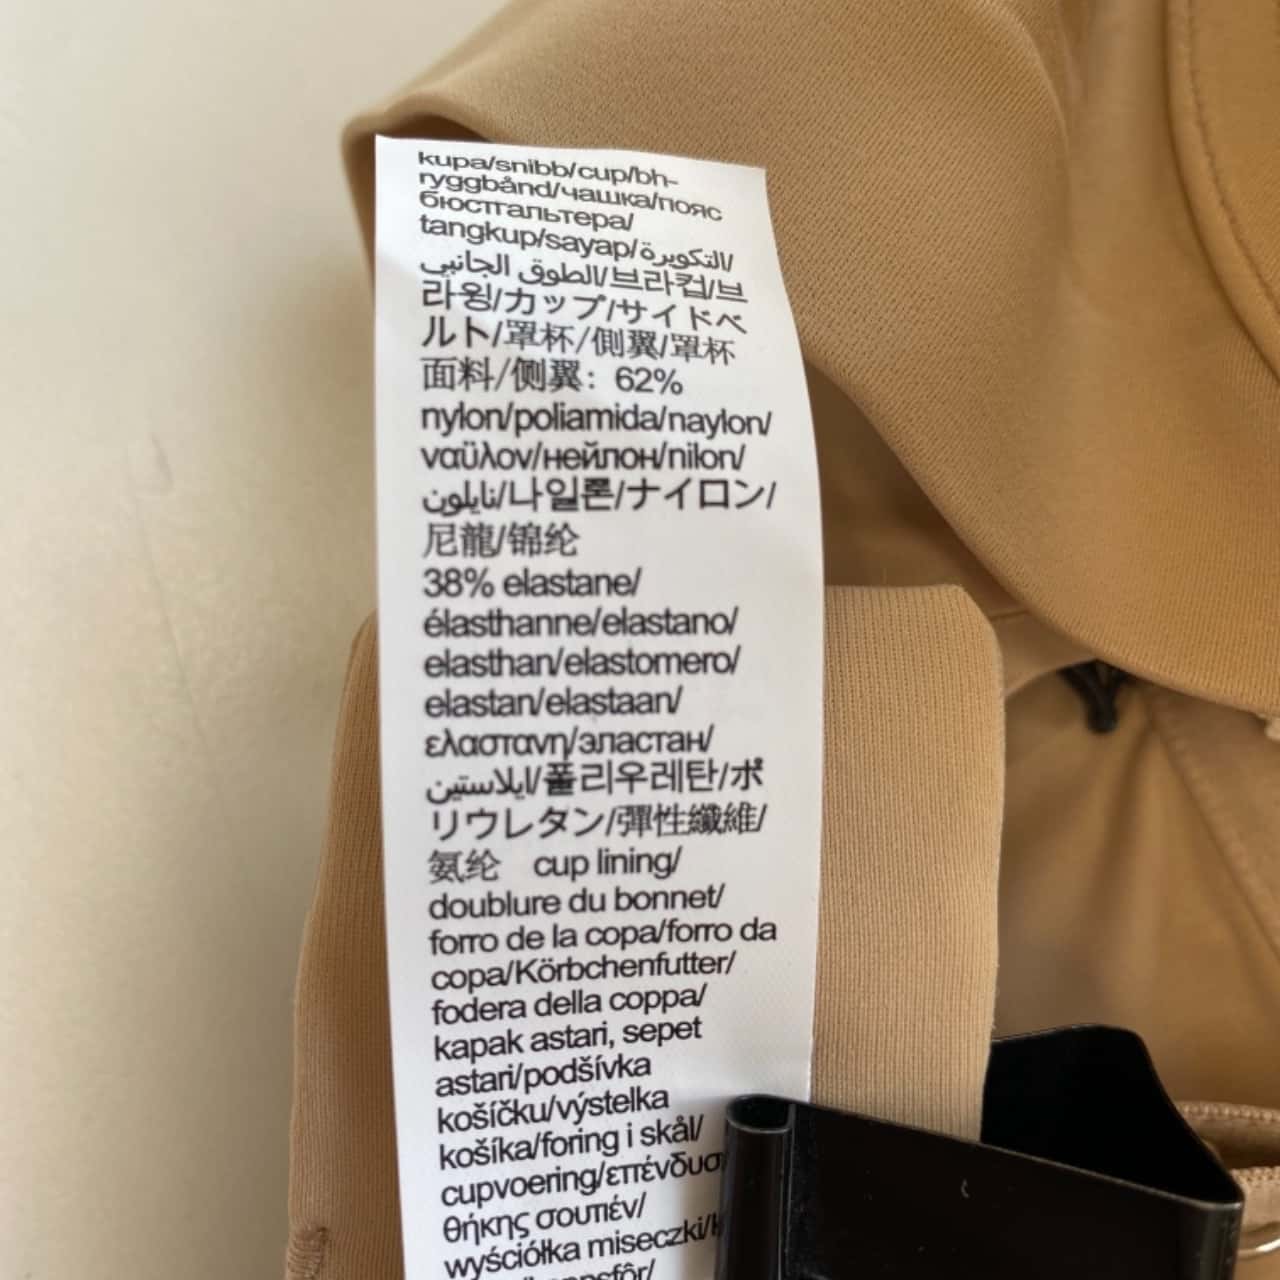 kupa/snibb/cup/bh-
ryggbånd/чашка/пояс
бюстгальтера/
tangkup/sayap/التكويرة/
الطوق الجانبي/브라컵/브
라윙/カップ/サイドベ
ルト/罩杯/側翼/罩杯
面料/侧翼：62%
nylon/poliamida/naylon/
ναϋλον/нейлон/nilon/
نايلون/나일론/ナイロン/
尼龍/锦纶
38% elastane/
élasthanne/elastano/
elasthan/elastomero/
elastan/elastaan/
ελαστανη/эластан/
ايلاستين/폴리우레탄/ポ
リウレタン/彈性纖維/
氨纶 cup lining/
doublure du bonnet/
forro de la copa/forro da
copa/Körbchenfutter/
fodera della coppa/
kapak astari, sepet
astari/podšívka
košíčku/výstelka
košíka/foring i skål/
cupvoering/
θήκης σουτιέν/
wyściółka miseczki/